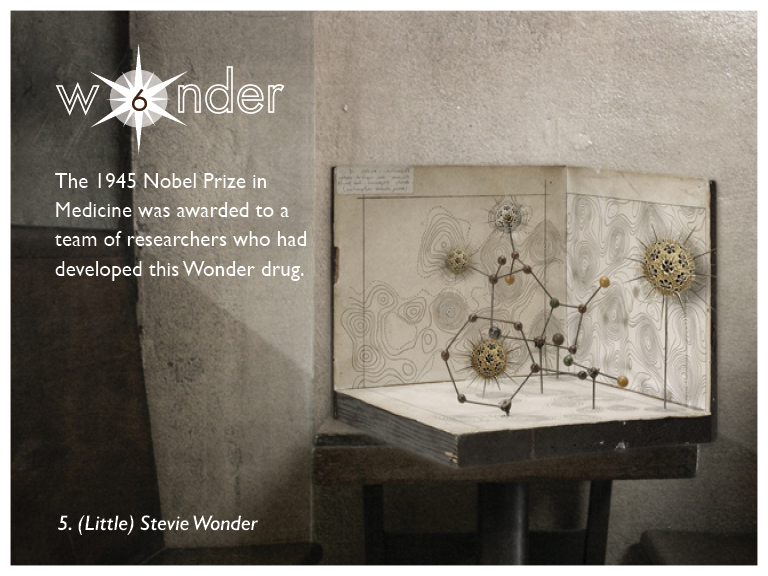 w6nder
The 1945 Nobel Prize in
Medicine was awarded to a
team of researchers who had
developed this Wonder drug.
5. (Little) Stevie Wonder